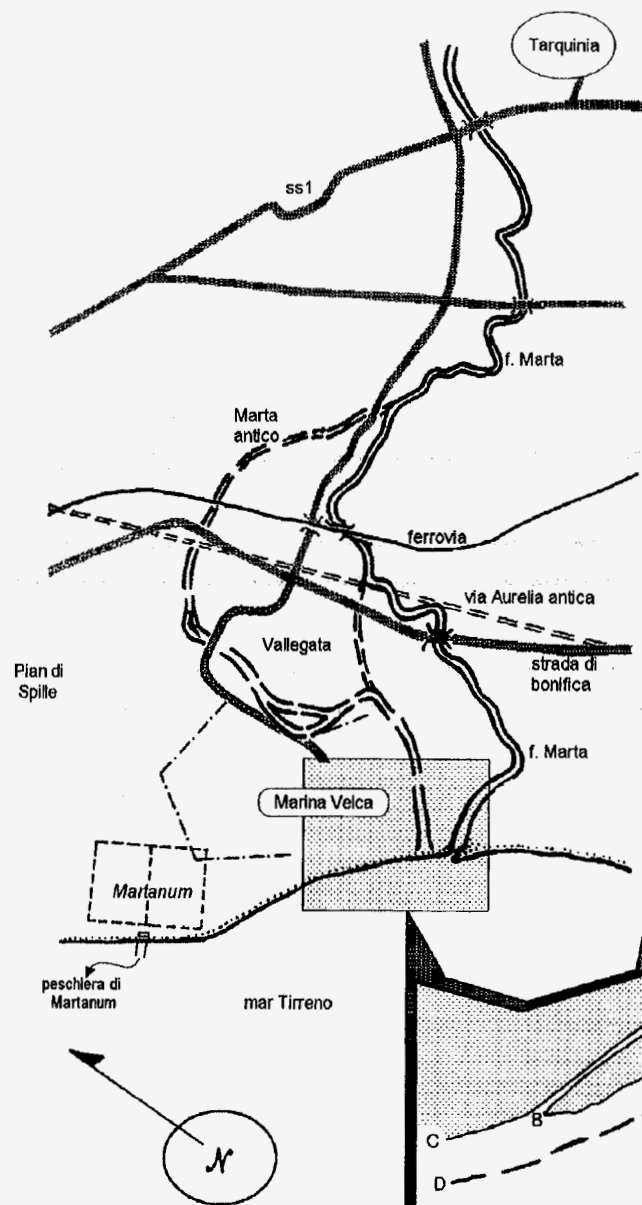 Tarquinia
ss1
f. Marta
Marta
antico
ferrovia
via Aurelia antica
Vallegata
strada di
bonifica
Pian di
Spille
f. Marta
Marina Velca
Martanum
peschiera di
Martanum
mar Tirreno
B
C
D
N